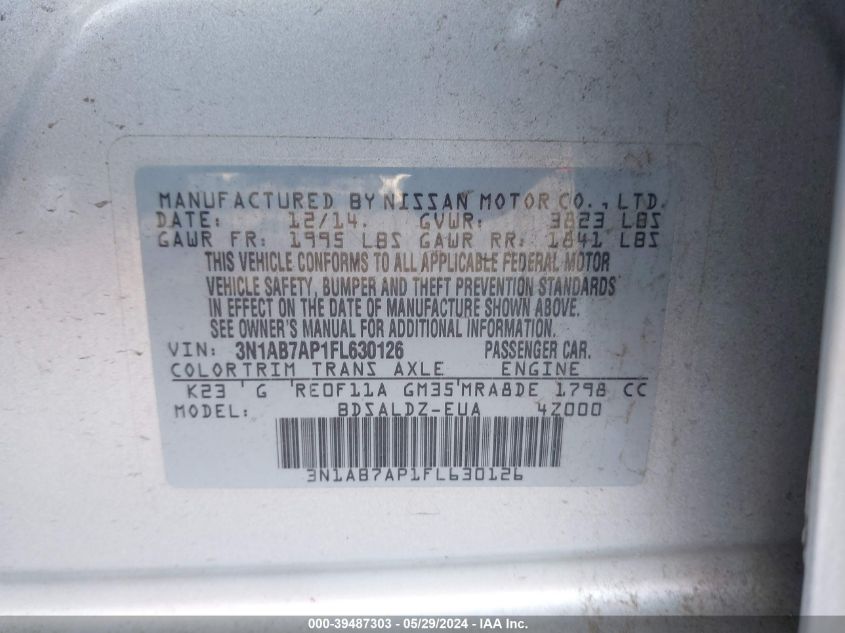 MANUFACTURED BY NISSAN MOTOR CO., LTD.
DATE: 12/14. GVWR: 3823 LBS
GAWR FR: 1995 LBS GAWR RR: 1841 LBS
THIS VEHICLE CONFORMS TO ALL APPLICABLE FEDERAL MOTOR
VEHICLE SAFETY, BUMPER AND THEFT PREVENTION STANDARDS
IN EFFECT ON THE DATE OF MANUFACTURE SHOWN ABOVE.
SEE OWNER'S MANUAL FOR ADDITIONAL INFORMATION.
VIN: 3N1AB7AP1FL630126 PASSENGER CAR.
COLOR TRIM TRANS AXLE ENGINE
K23 G RE0F11A GM35 MRA8DE 1798 CC
MODEL: BDSALDZ-EUA 4Z000
3N1AB7AP1FL630126
000-39487303 - 05/29/2024 - IAA Inc.